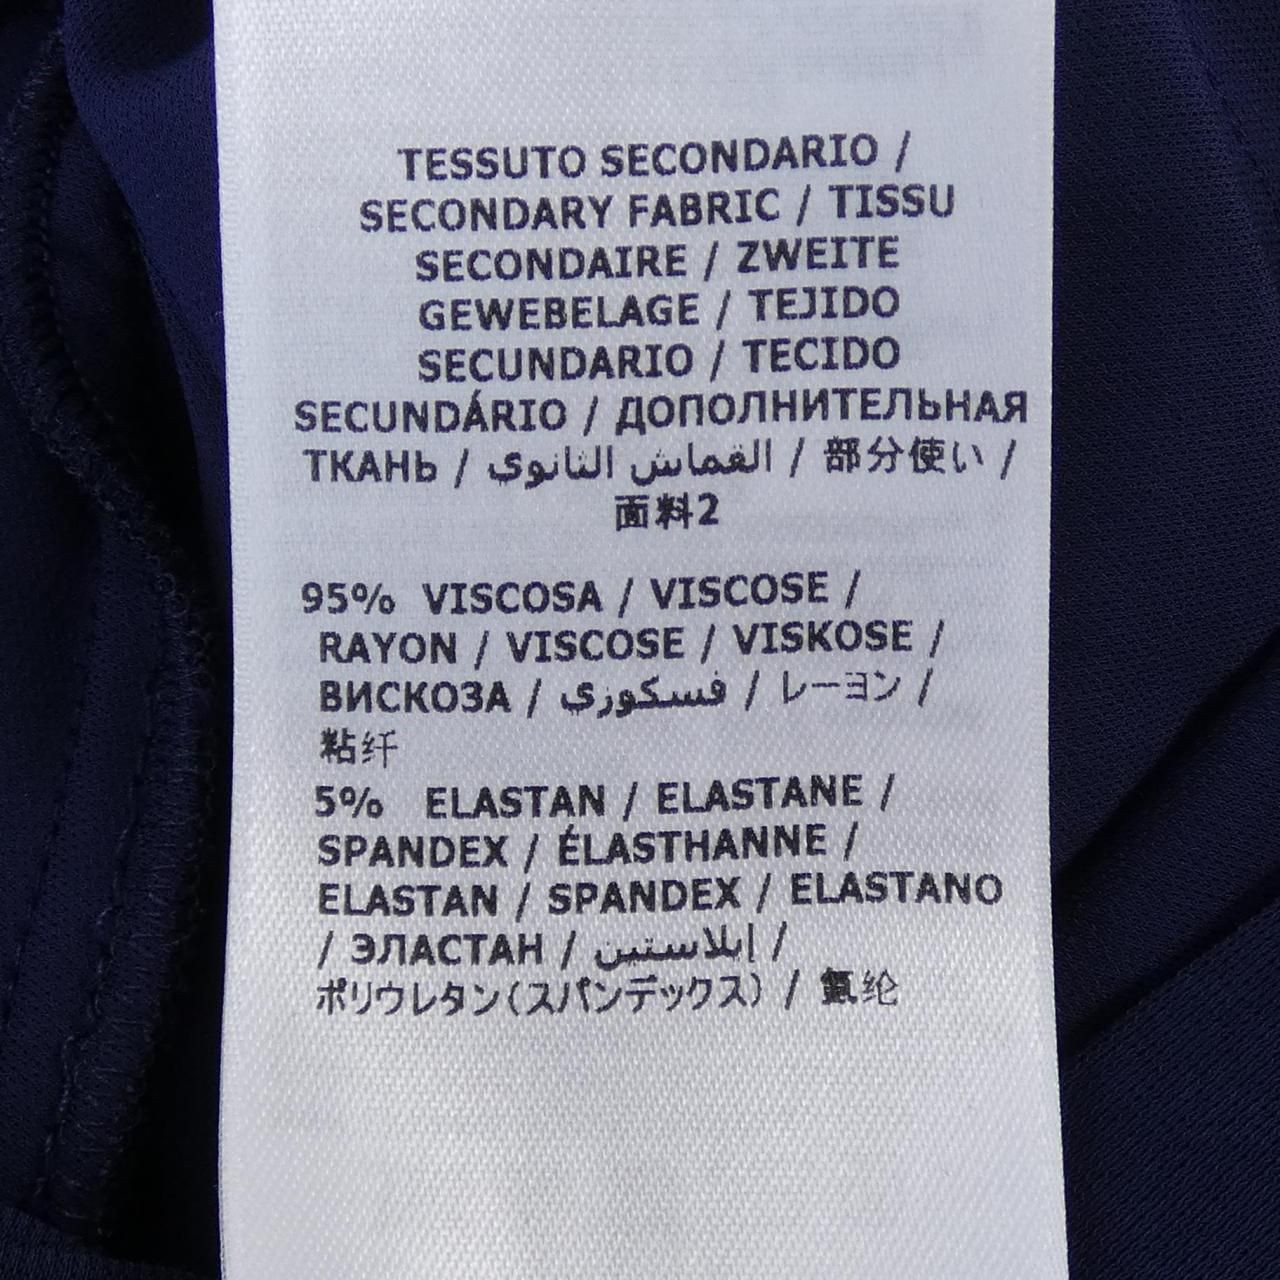 TESSUTO SECONDARIO /
SECONDARY FABRIC / TISSU
SECONDAIRE / ZWEITE
GEWEBELAGE / TEJIDO
SECUNDARIO / TECIDO
SECUNDÁRIO / ДОПОЛНИТЕЛЬНАЯ
ТКАНЬ / القماش الثانوي / 部分使い /
面料2
95% VISCOSA / VISCOSE /
RAYON / VISCOSE / VISKOSE /
ВИСКОЗА / فسكوزي / レーヨン /
粘纤
5% ELASTAN / ELASTANE /
SPANDEX / ÉLASTHANNE /
ELASTAN / SPANDEX / ELASTANO
/ ЭЛАСТАН / إيلاستين /
ポリウレタン(スパンデックス) / 氨纶